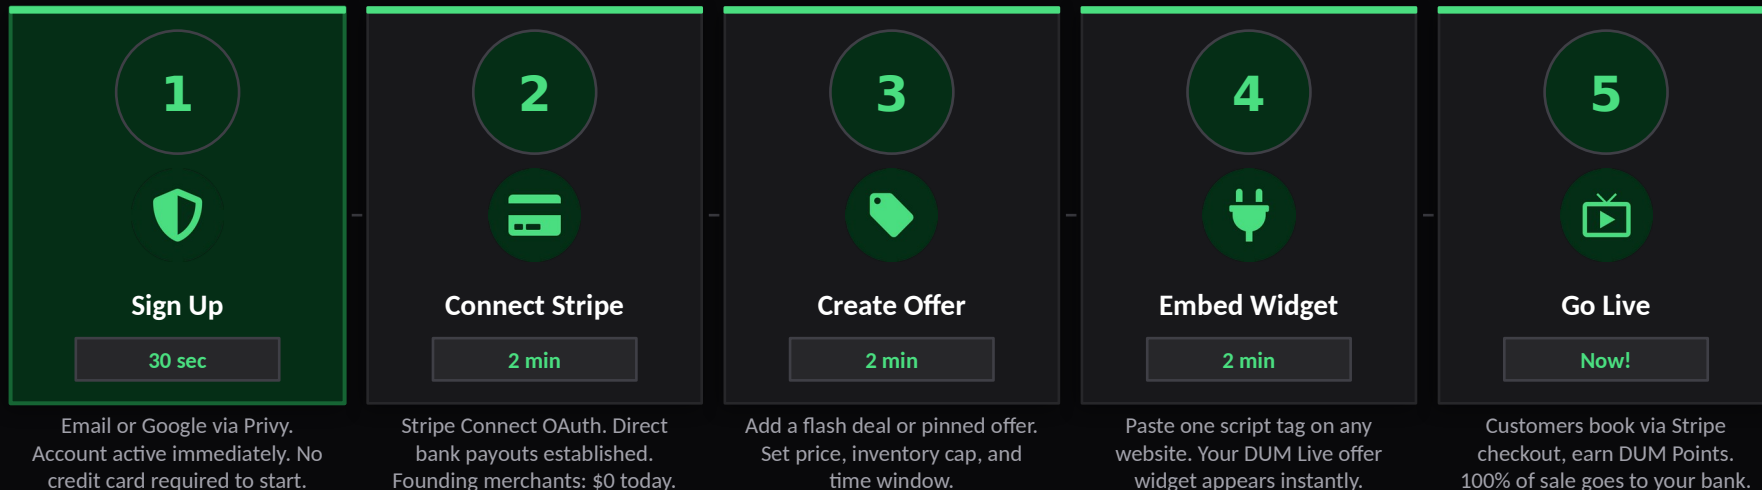 1
Sign Up
30 sec
Email or Google via Privy.
Account active immediately. No
credit card required to start.
2
Connect Stripe
2 min
Stripe Connect OAuth. Direct
bank payouts established.
Founding merchants: $0 today.
3
Create Offer
2 min
Add a flash deal or pinned offer.
Set price, inventory cap, and
time window.
4
Embed Widget
2 min
Paste one script tag on any
website. Your DUM Live offer
widget appears instantly.
5
Go Live
Now!
Customers book via Stripe
checkout, earn DUM Points.
100% of sale goes to your bank.